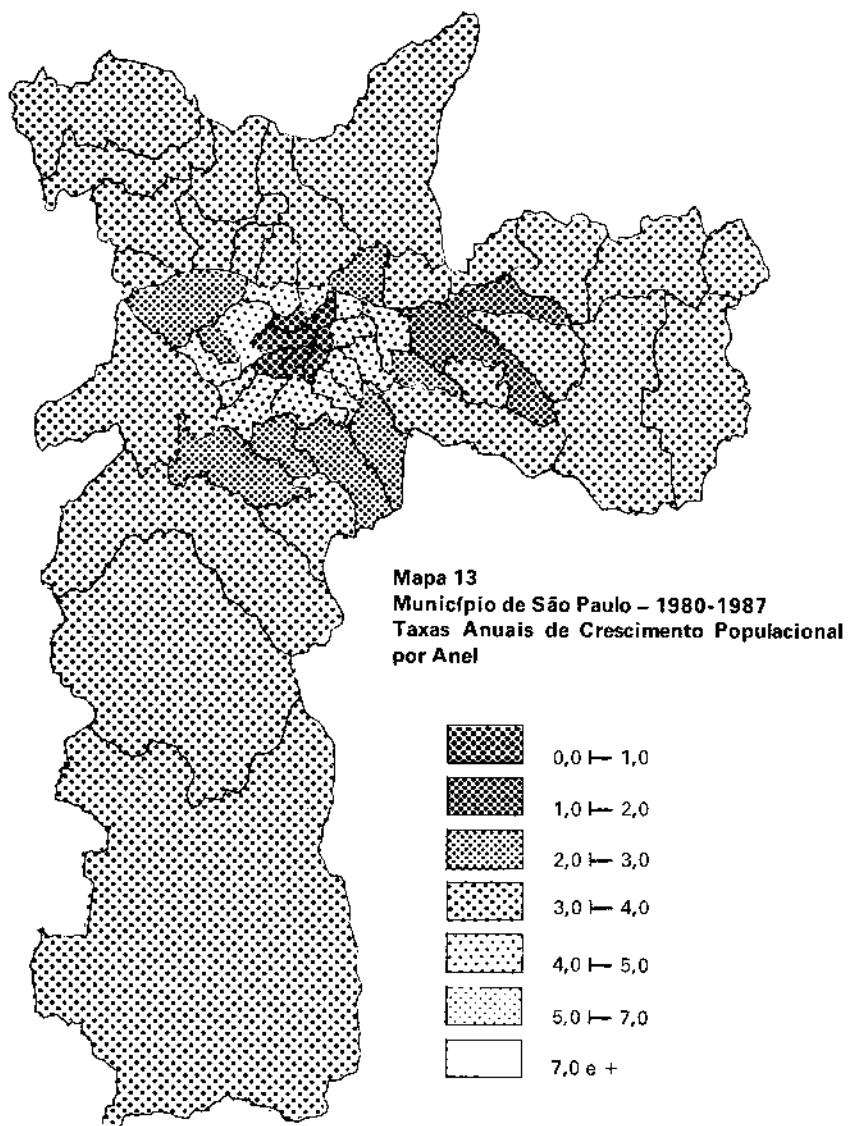 Mapa 13
Município de São Paulo – 1980-1987
Taxas Anuais de Crescimento Populacional
por Anel
0,0 ⊢ 1,0
1,0 ⊢ 2,0
2,0 ⊢ 3,0
3,0 ⊢ 4,0
4,0 ⊢ 5,0
5,0 ⊢ 7,0
7,0 e +